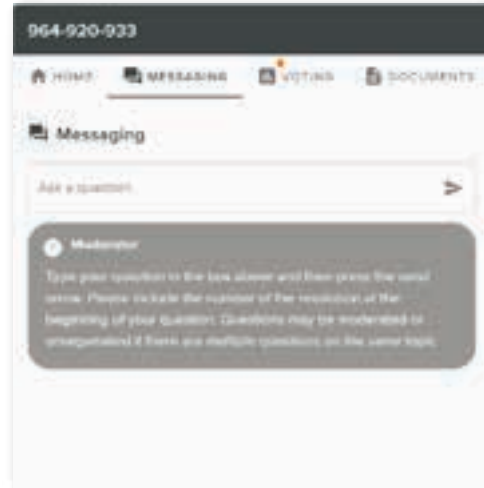 964-920-933
HOME MESSAGING VOTING DOCUMENTS
Messaging
Ask a question
Moderator
Type your question in the box above and then press the send
arrow. Please include the number of the resolution at the
beginning of your question. Questions may be moderated or
amalgamated if there are multiple questions on the same topic.